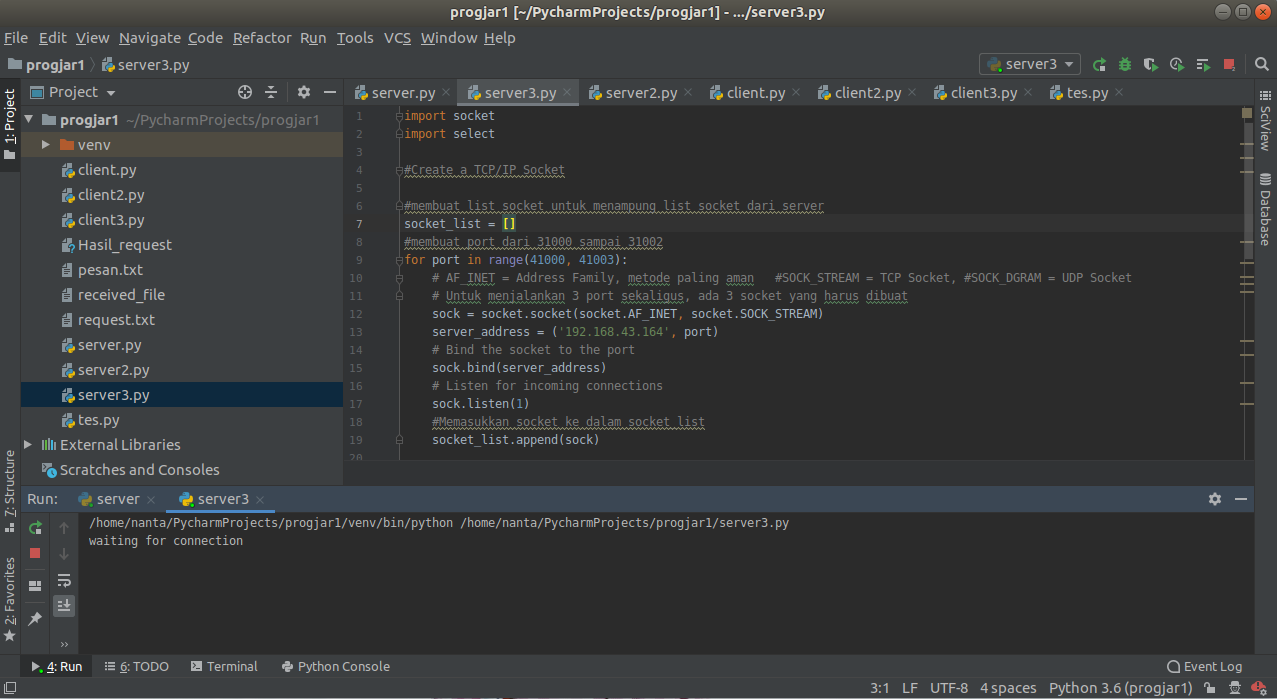 progjar1 [~/PycharmProjects/progjar1] - .../server3.py
File Edit View Navigate Code Refactor Run Tools VCS Window Help
progjar1 server3.py
server3
1: Project
Project
server.py server3.py server2.py client.py client2.py client3.py tes.py
progjar1 ~/PycharmProjects/progjar1
venv
client.py
client2.py
client3.py
Hasil_request
pesan.txt
received_file
request.txt
server.py
server2.py
server3.py
tes.py
External Libraries
Scratches and Consoles
1 import socket
2 import select
3
4 #Create a TCP/IP Socket
5
6 #membuat list socket untuk menampung list socket dari server
7 socket_list = []
8 #membuat port dari 31000 sampai 31002
9 for port in range(41000, 41003):
10 # AF_INET = Address Family, metode paling aman #SOCK_STREAM = TCP Socket, #SOCK_DGRAM = UDP Socket
11 # Untuk menjalankan 3 port sekaligus, ada 3 socket yang harus dibuat
12 sock = socket.socket(socket.AF_INET, socket.SOCK_STREAM)
13 server_address = ('192.168.43.164', port)
14 # Bind the socket to the port
15 sock.bind(server_address)
16 # Listen for incoming connections
17 sock.listen(1)
18 #Memasukkan socket ke dalam socket_list
19 socket_list.append(sock)
20
SciView
Database
7: Structure
2: Favorites
Run: server server3
/home/nanta/PycharmProjects/progjar1/venv/bin/python /home/nanta/PycharmProjects/progjar1/server3.py
waiting for connection
4: Run 6: TODO Terminal Python Console Event Log
3:1 LF UTF-8 4 spaces Python 3.6 (progjar1)